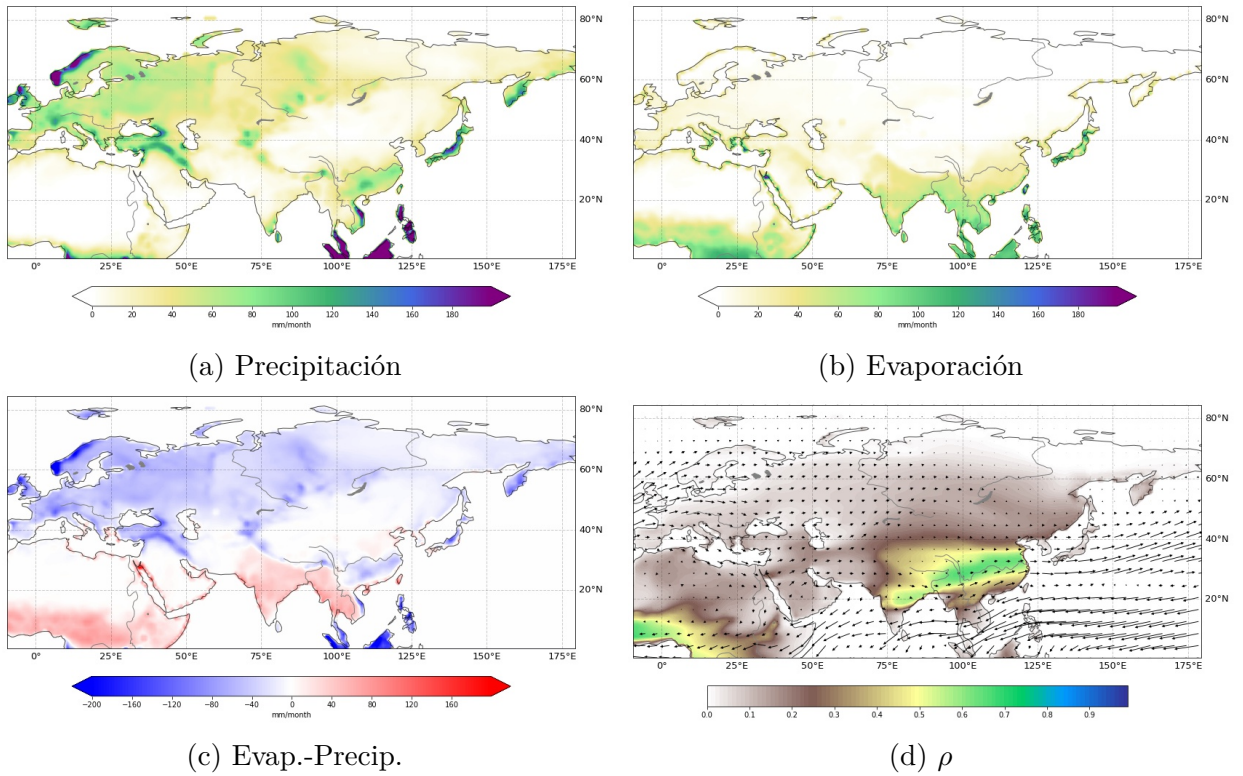 80°N
60°N
40°N
20°N
0° 25°E 50°E 75°E 100°E 125°E 150°E 175°E
0 20 40 60 80 100 120 140 160 180
mm/month
(a) Precipitación
80°N
60°N
40°N
20°N
0° 25°E 50°E 75°E 100°E 125°E 150°E 175°E
0 20 40 60 80 100 120 140 160 180
mm/month
(b) Evaporación
80°N
60°N
40°N
20°N
0° 25°E 50°E 75°E 100°E 125°E 150°E 175°E
−200 −160 −120 −80 −40 0 40 80 120 160
mm/month
(c) Evap.-Precip.
80°N
60°N
40°N
20°N
0° 25°E 50°E 75°E 100°E 125°E 150°E 175°E
0.0 0.1 0.2 0.3 0.4 0.5 0.6 0.7 0.8 0.9
(d) ρ